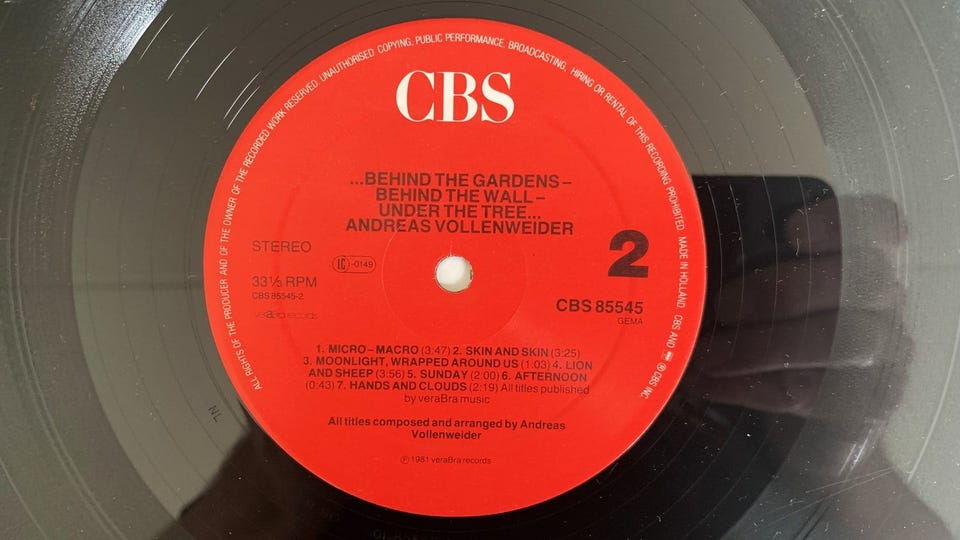 ALL RIGHTS OF THE PRODUCER AND OF THE OWNER OF THE RECORDED WORK RESERVED. UNAUTHORISED COPYING, PUBLIC PERFORMANCE, BROADCASTING, HIRING OR RENTAL OF THIS RECORDING PROHIBITED. MADE IN HOLLAND CBS AND ℗ CBS INC.
CBS
...BEHIND THE GARDENS –
BEHIND THE WALL –
UNDER THE TREE...
ANDREAS VOLLENWEIDER
STEREO
LC-0149
2
33⅓ RPM
CBS 85545-2
CBS 85545
GEMA
veraBra records
1. MICRO – MACRO (3:47) 2. SKIN AND SKIN (3:25)
3. MOONLIGHT, WRAPPED AROUND US (1:03) 4. LION
AND SHEEP (3:56) 5. SUNDAY (2:00) 6. AFTERNOON
(0:43) 7. HANDS AND CLOUDS (2:19) All titles published
by veraBra music
All titles composed and arranged by Andreas
Vollenweider
℗ 1981 veraBra records
NL